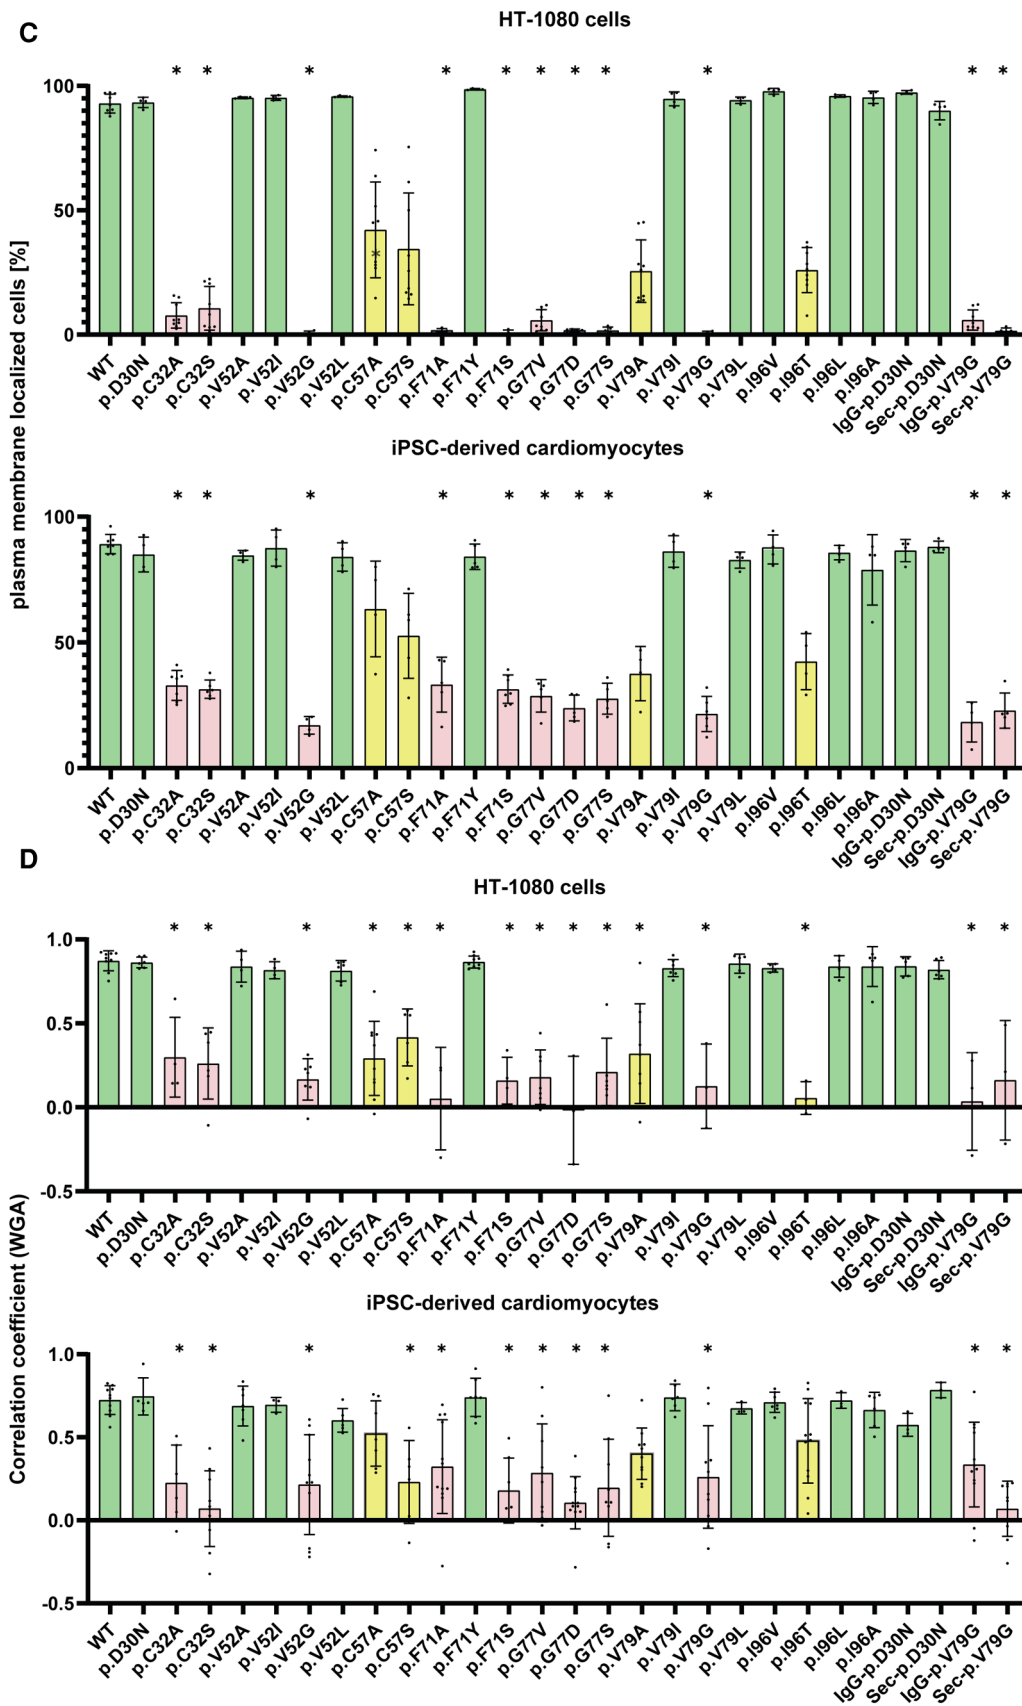 C
HT-1080 cells
* * * * * * * * * * *
plasma membrane localized cells [%]
100
50
0
WT p.D30N p.C32A p.C32S p.V52A p.V52I p.V52G p.V52L p.C57A p.C57S p.F71A p.F71Y p.F71S p.G77V p.G77D p.G77S p.V79A p.V79I p.V79G p.V79L p.I96V p.I96T p.I96L p.I96A IgG-p.D30N Sec-p.D30N IgG-p.V79G Sec-p.V79G
iPSC-derived cardiomyocytes
* * * * * * * * * * *
100
50
0
WT p.D30N p.C32A p.C32S p.V52A p.V52I p.V52G p.V52L p.C57A p.C57S p.F71A p.F71Y p.F71S p.G77V p.G77D p.G77S p.V79A p.V79I p.V79G p.V79L p.I96V p.I96T p.I96L p.I96A IgG-p.D30N Sec-p.D30N IgG-p.V79G Sec-p.V79G
D
HT-1080 cells
* * * * * * * * * * * * * * *
Correlation coefficient (WGA)
1.0
0.5
0.0
-0.5
WT p.D30N p.C32A p.C32S p.V52A p.V52I p.V52G p.V52L p.C57A p.C57S p.F71A p.F71Y p.F71S p.G77V p.G77D p.G77S p.V79A p.V79I p.V79G p.V79L p.I96V p.I96T p.I96L p.I96A IgG-p.D30N Sec-p.D30N IgG-p.V79G Sec-p.V79G
iPSC-derived cardiomyocytes
* * * * * * * * * * * *
1.0
0.5
0.0
-0.5
WT p.D30N p.C32A p.C32S p.V52A p.V52I p.V52G p.V52L p.C57A p.C57S p.F71A p.F71Y p.F71S p.G77V p.G77D p.G77S p.V79A p.V79I p.V79G p.V79L p.I96V p.I96T p.I96L p.I96A IgG-p.D30N Sec-p.D30N IgG-p.V79G Sec-p.V79G